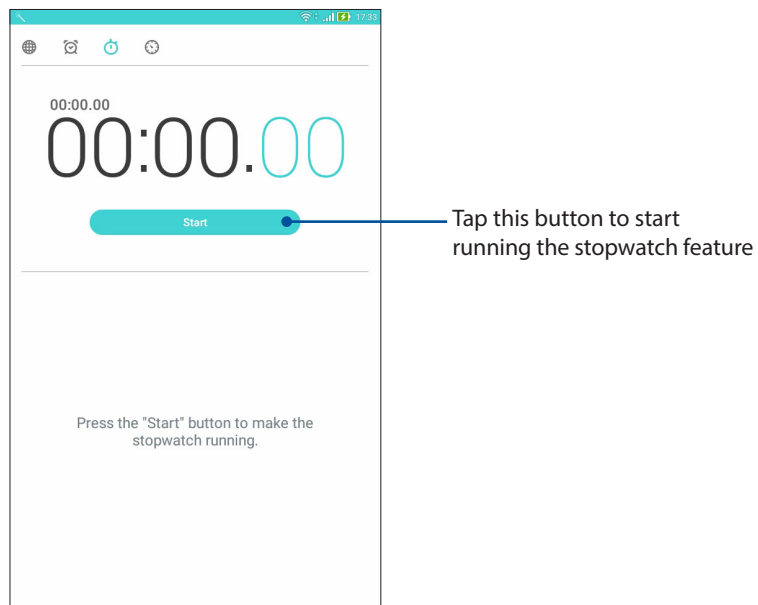 17:33
00:00.00
00:00.00
Start
Tap this button to start
running the stopwatch feature
Press the "Start" button to make the
stopwatch running.